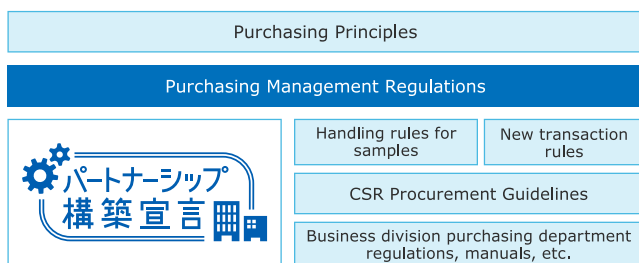 Purchasing Principles
Purchasing Management Regulations
パートナーシップ
構築宣言
Handling rules for
samples
New transaction
rules
CSR Procurement Guidelines
Business division purchasing department
regulations, manuals, etc.